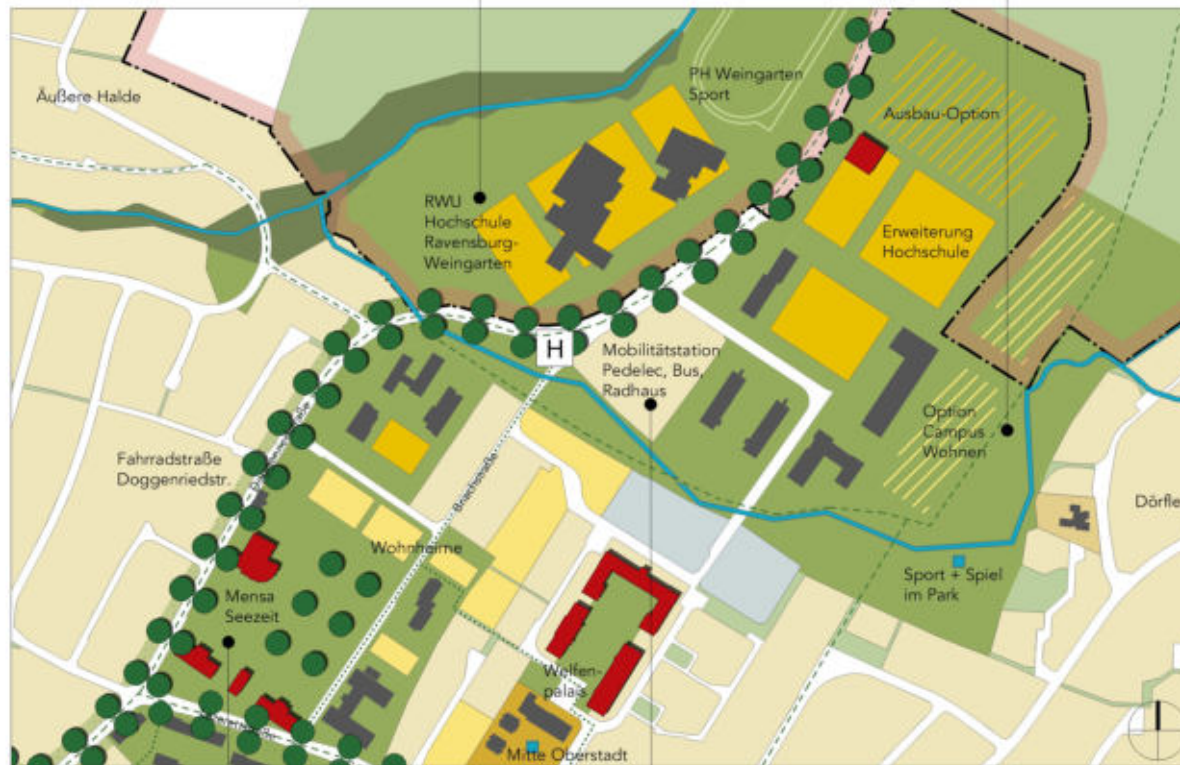 Äußere Halde
PH Weingarten
Sport
Ausbau-Option
RWU
Hochschule
Ravensburg-
Weingarten
Erweiterung
Hochschule
H
Mobilitätstation
Pedelec, Bus,
Radhaus
Option
Campus
Wohnen
Fahrradstraße
Doggenriedstr.
Brachstraße
Dörfle
Wohnheime
Sport + Spiel
im Park
Mensa
Seezeit
Welfen-
palais
Mitte Oberstadt